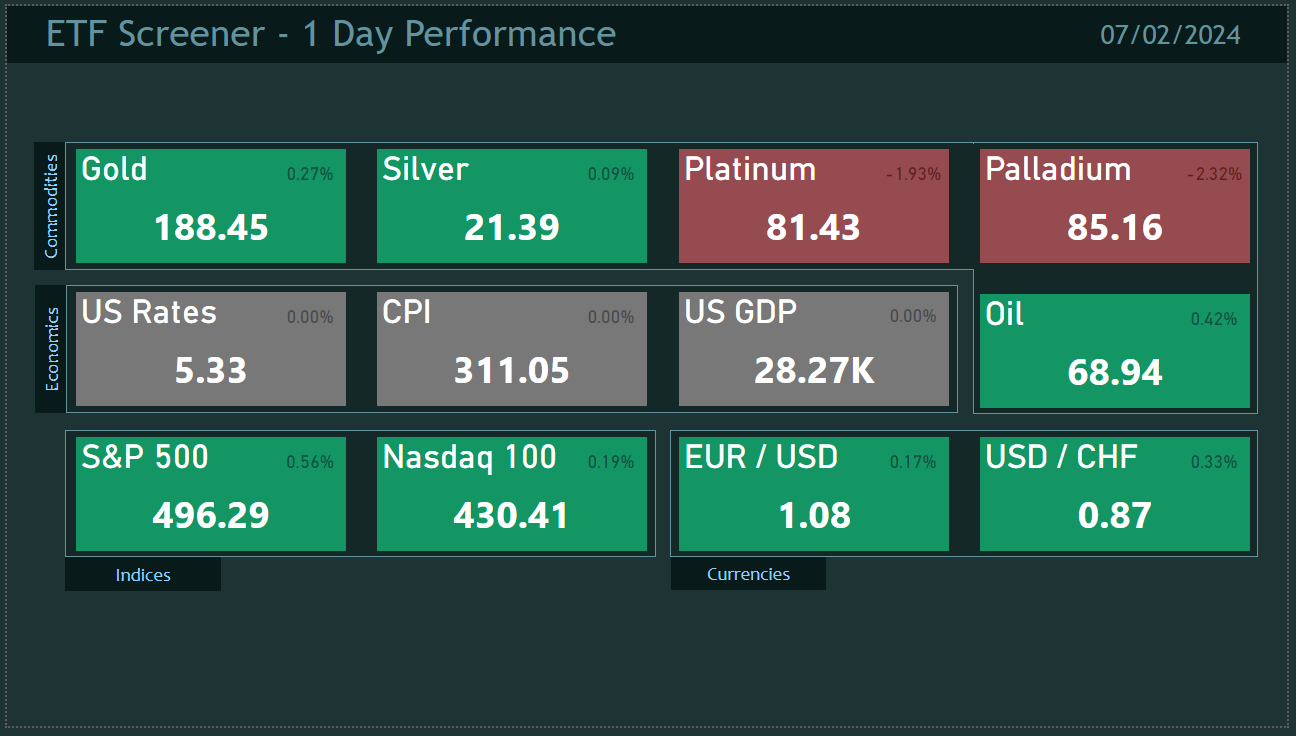 ETF Screener - 1 Day Performance
07/02/2024
Commodities
Gold
0.27%
188.45
Silver
0.09%
21.39
Platinum
-1.93%
81.43
Palladium
-2.32%
85.16
Oil
0.42%
68.94
Economics
US Rates
0.00%
5.33
CPI
0.00%
311.05
US GDP
0.00%
28.27K
S&P 500
0.56%
496.29
Nasdaq 100
0.19%
430.41
Indices
EUR / USD
0.17%
1.08
USD / CHF
0.33%
0.87
Currencies